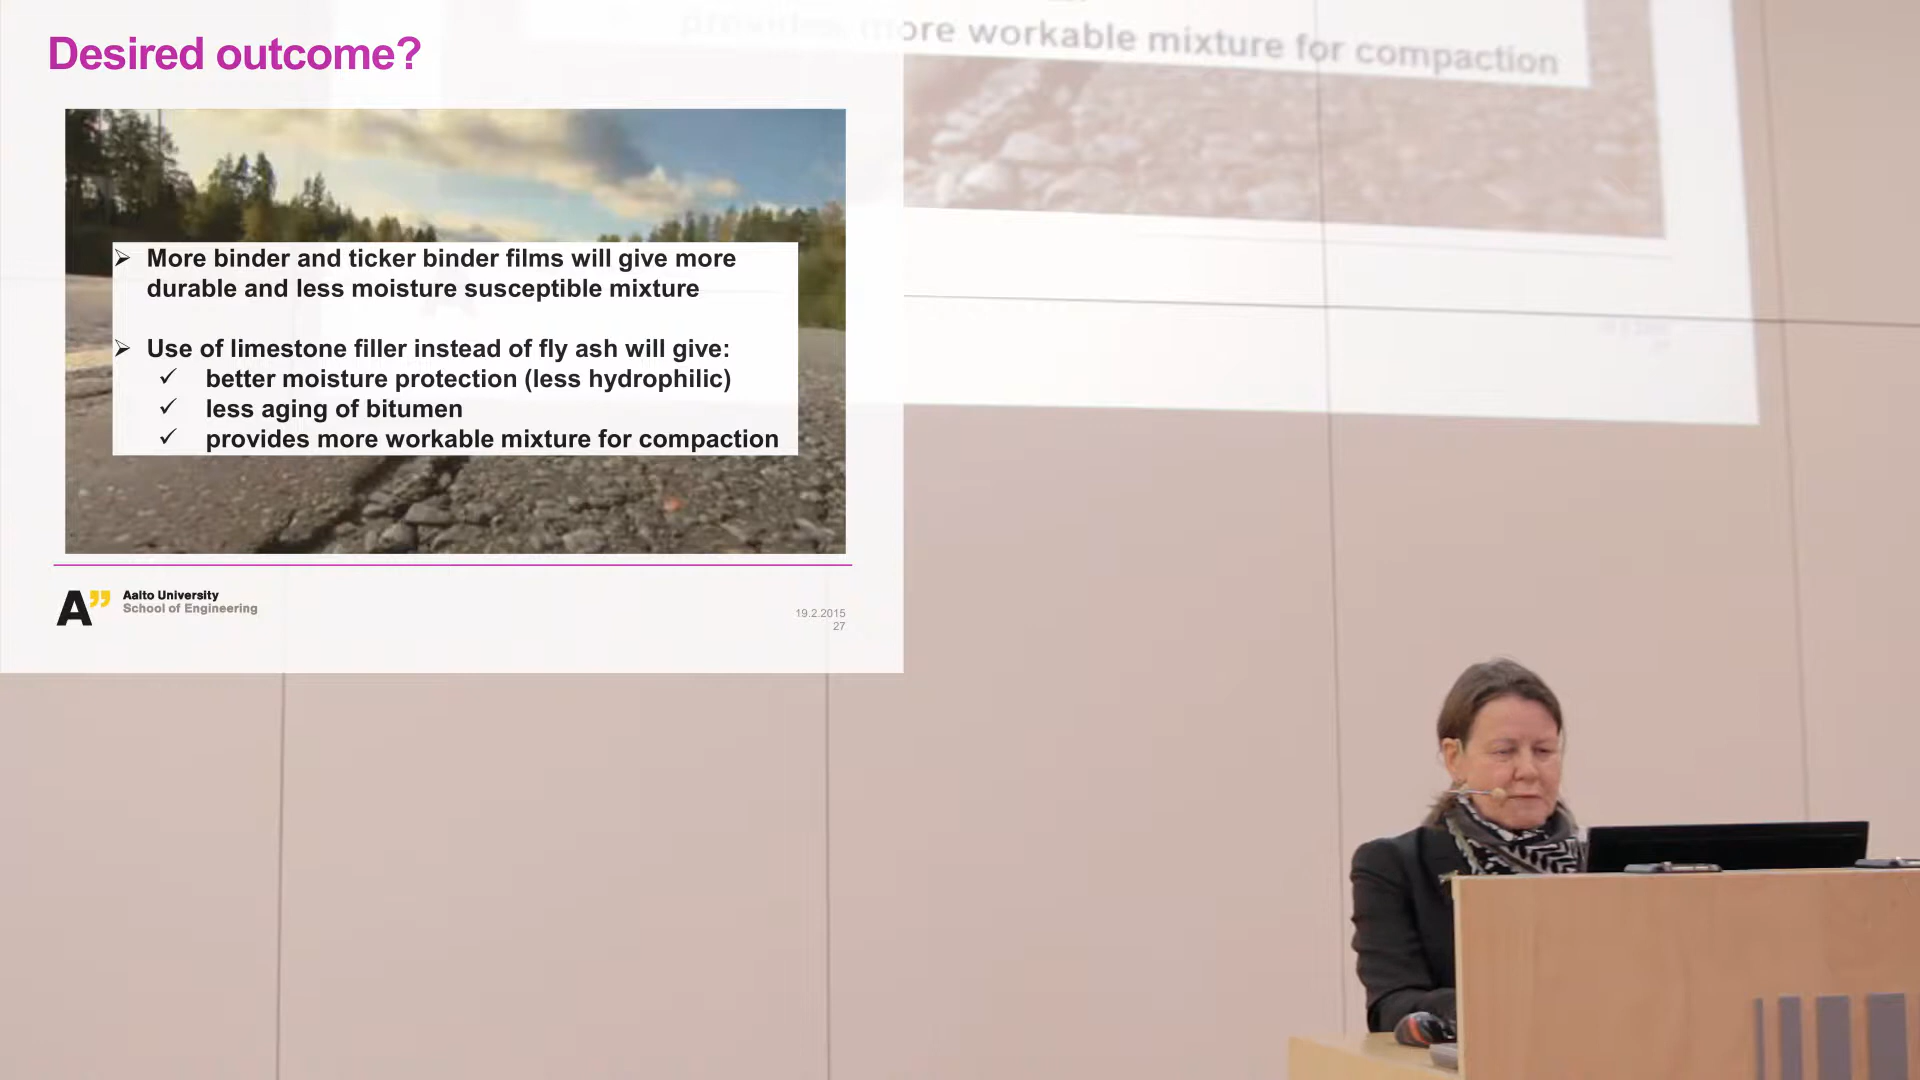 Desired outcome?
More binder and ticker binder films will give more
durable and less moisture susceptible mixture
Use of limestone filler instead of fly ash will give:
better moisture protection (less hydrophilic)
less aging of bitumen
provides more workable mixture for compaction
A”
Aalto University
School of Engineering
19.2.2015
27
provides more workable mixture for compaction